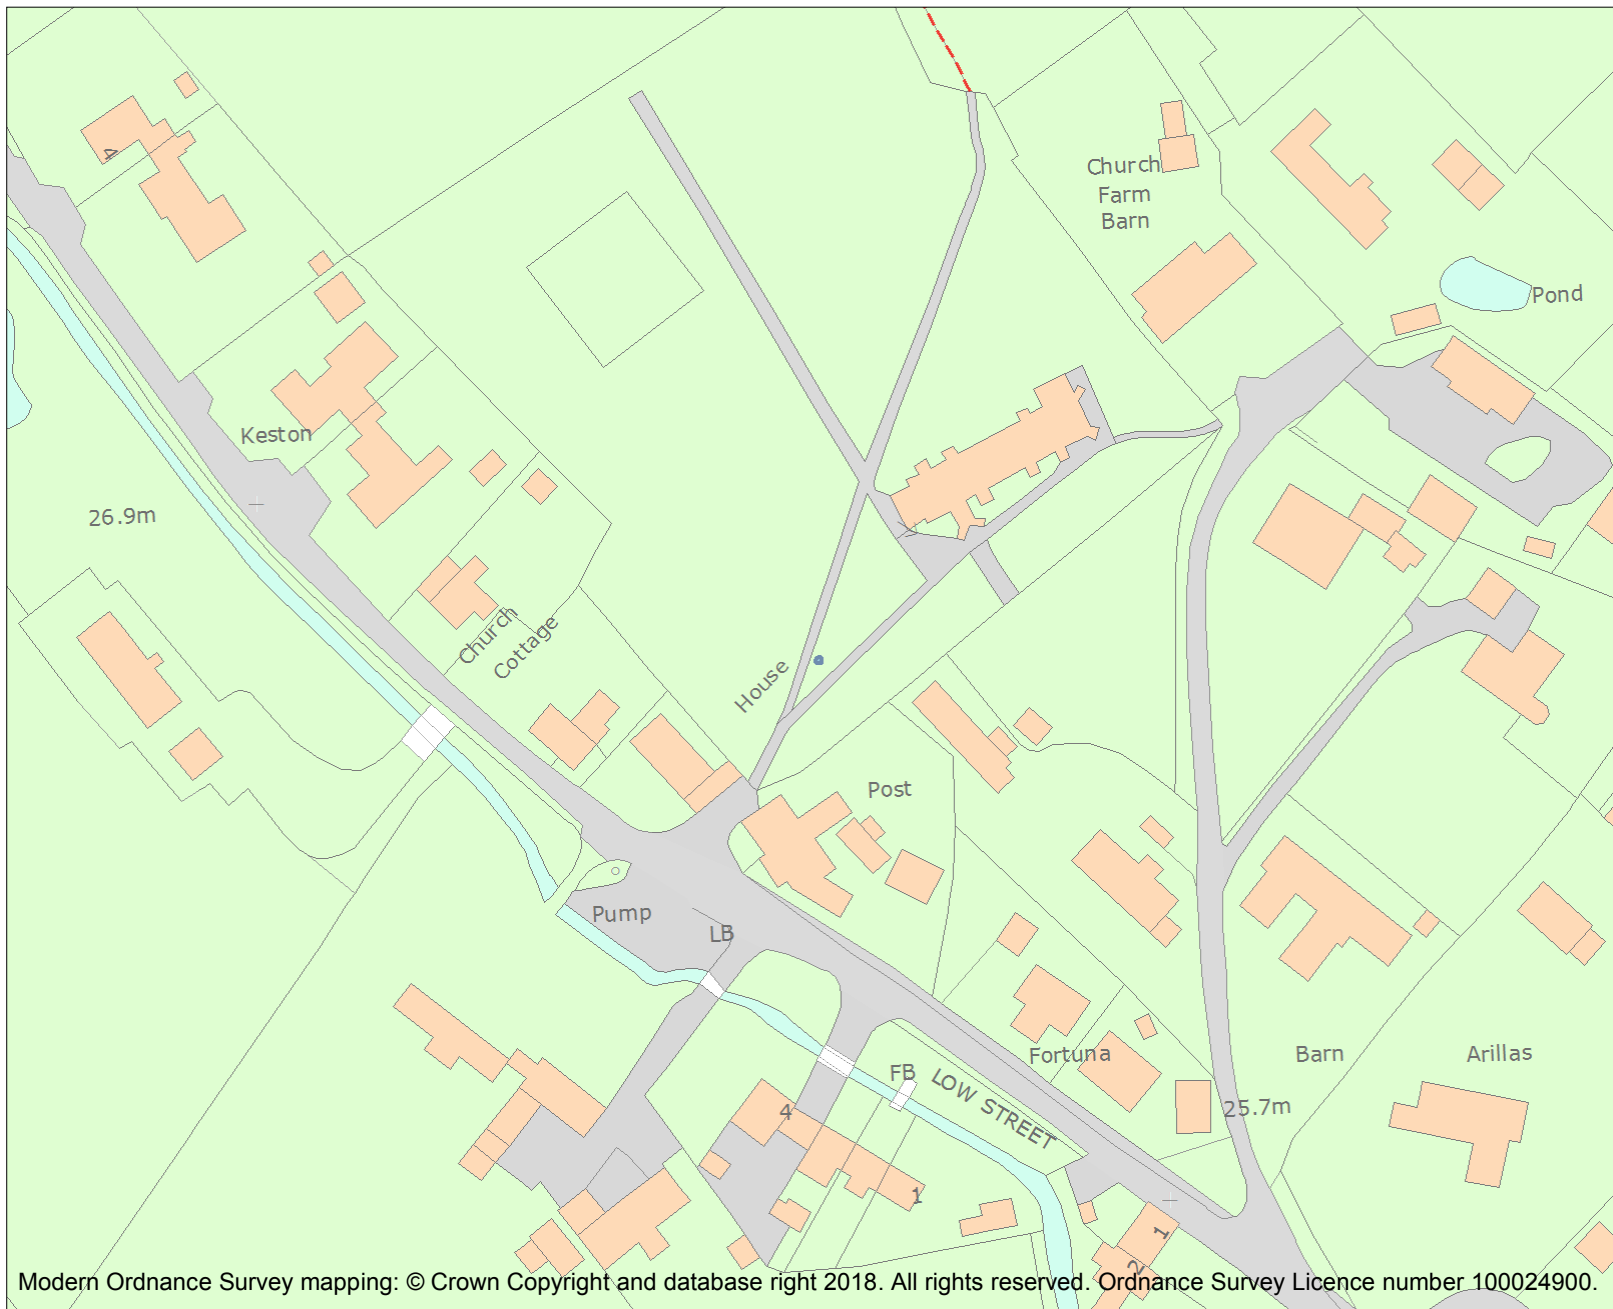 4
Church
Farm
Barn
Pond
Keston
26.9m
Church
Cottage
House
Post
Pump
LB
Fortuna
Barn
Arillas
FB
LOW STREET
25.7m
4
1
1
2
Modern Ordnance Survey mapping: © Crown Copyright and database right 2018. All rights reserved. Ordnance Survey Licence number 100024900.